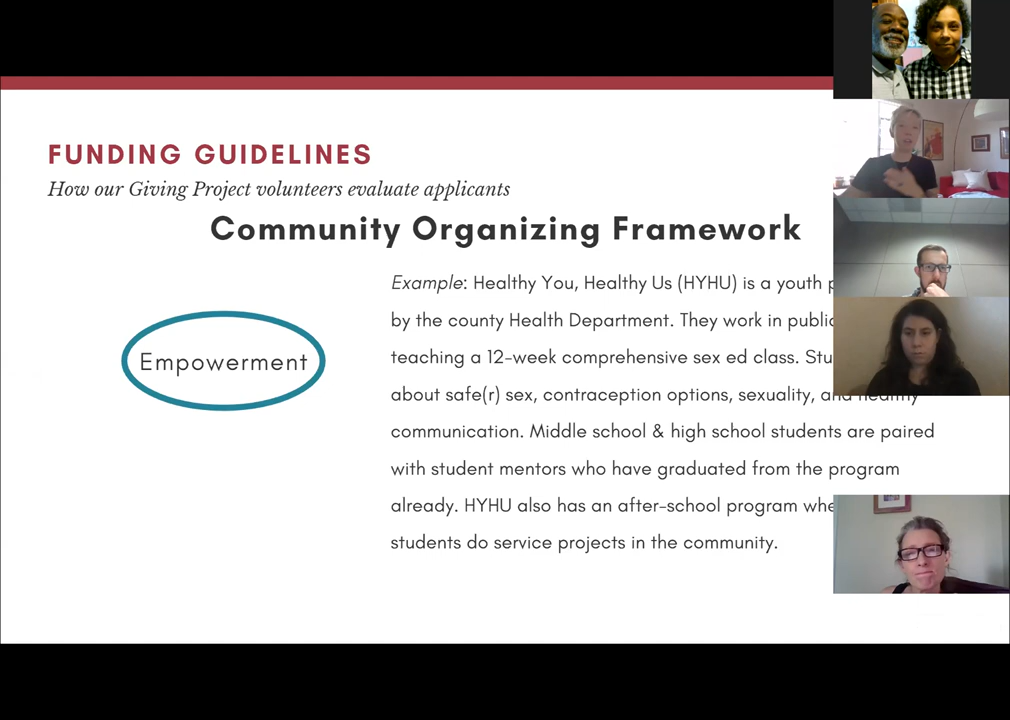 FUNDING GUIDELINES
How our Giving Project volunteers evaluate applicants
Community Organizing Framework
Example: Healthy You, Healthy Us (HYHU) is a youth
by the county Health Department. They work in
Empowerment
teaching a 12-week comprehensive sex ed class.
about safe(r) sex, contraception options, sexuality, and healthy
communication. Middle school & high school students are paired
with student mentors who have graduated from the program
already. HYHU also has an after-school program
students do service projects in the community.